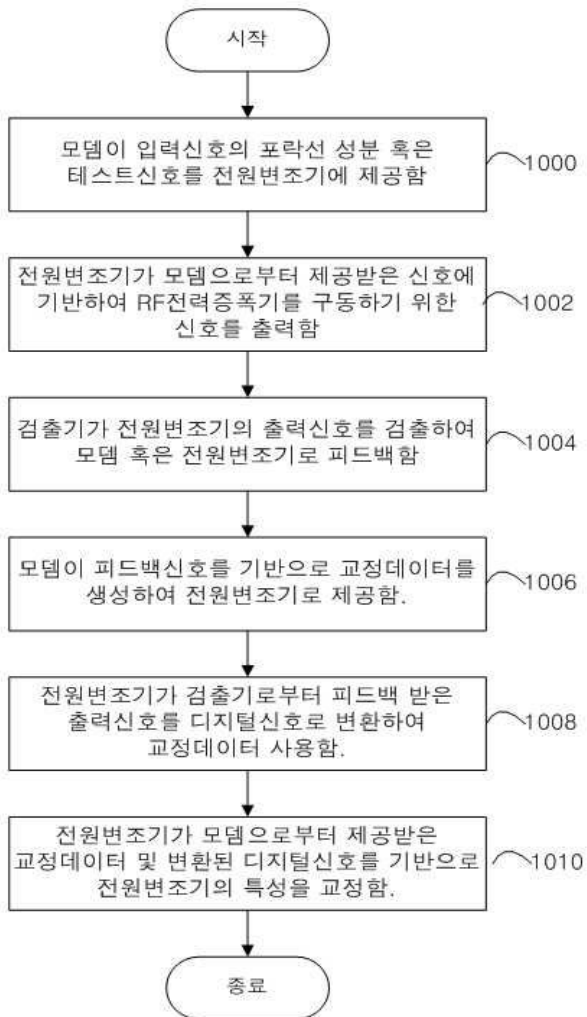 시작
모뎀이 입력신호의 포락선 성분 혹은
테스트신호를 전원변조기에 제공함
1000
전원변조기가 모뎀으로부터 제공받은 신호에
기반하여 RF전력증폭기를 구동하기 위한
신호를 출력함
1002
검출기가 전원변조기의 출력신호를 검출하여
모뎀 혹은 전원변조기로 피드백함
1004
모뎀이 피드백신호를 기반으로 교정데이터를
생성하여 전원변조기로 제공함.
1006
전원변조기가 검출기로부터 피드백 받은
출력신호를 디지털신호로 변환하여
교정데이터 사용함.
1008
전원변조기가 모뎀으로부터 제공받은
교정데이터 및 변환된 디지털신호를 기반으로
전원변조기의 특성을 교정함.
1010
종료